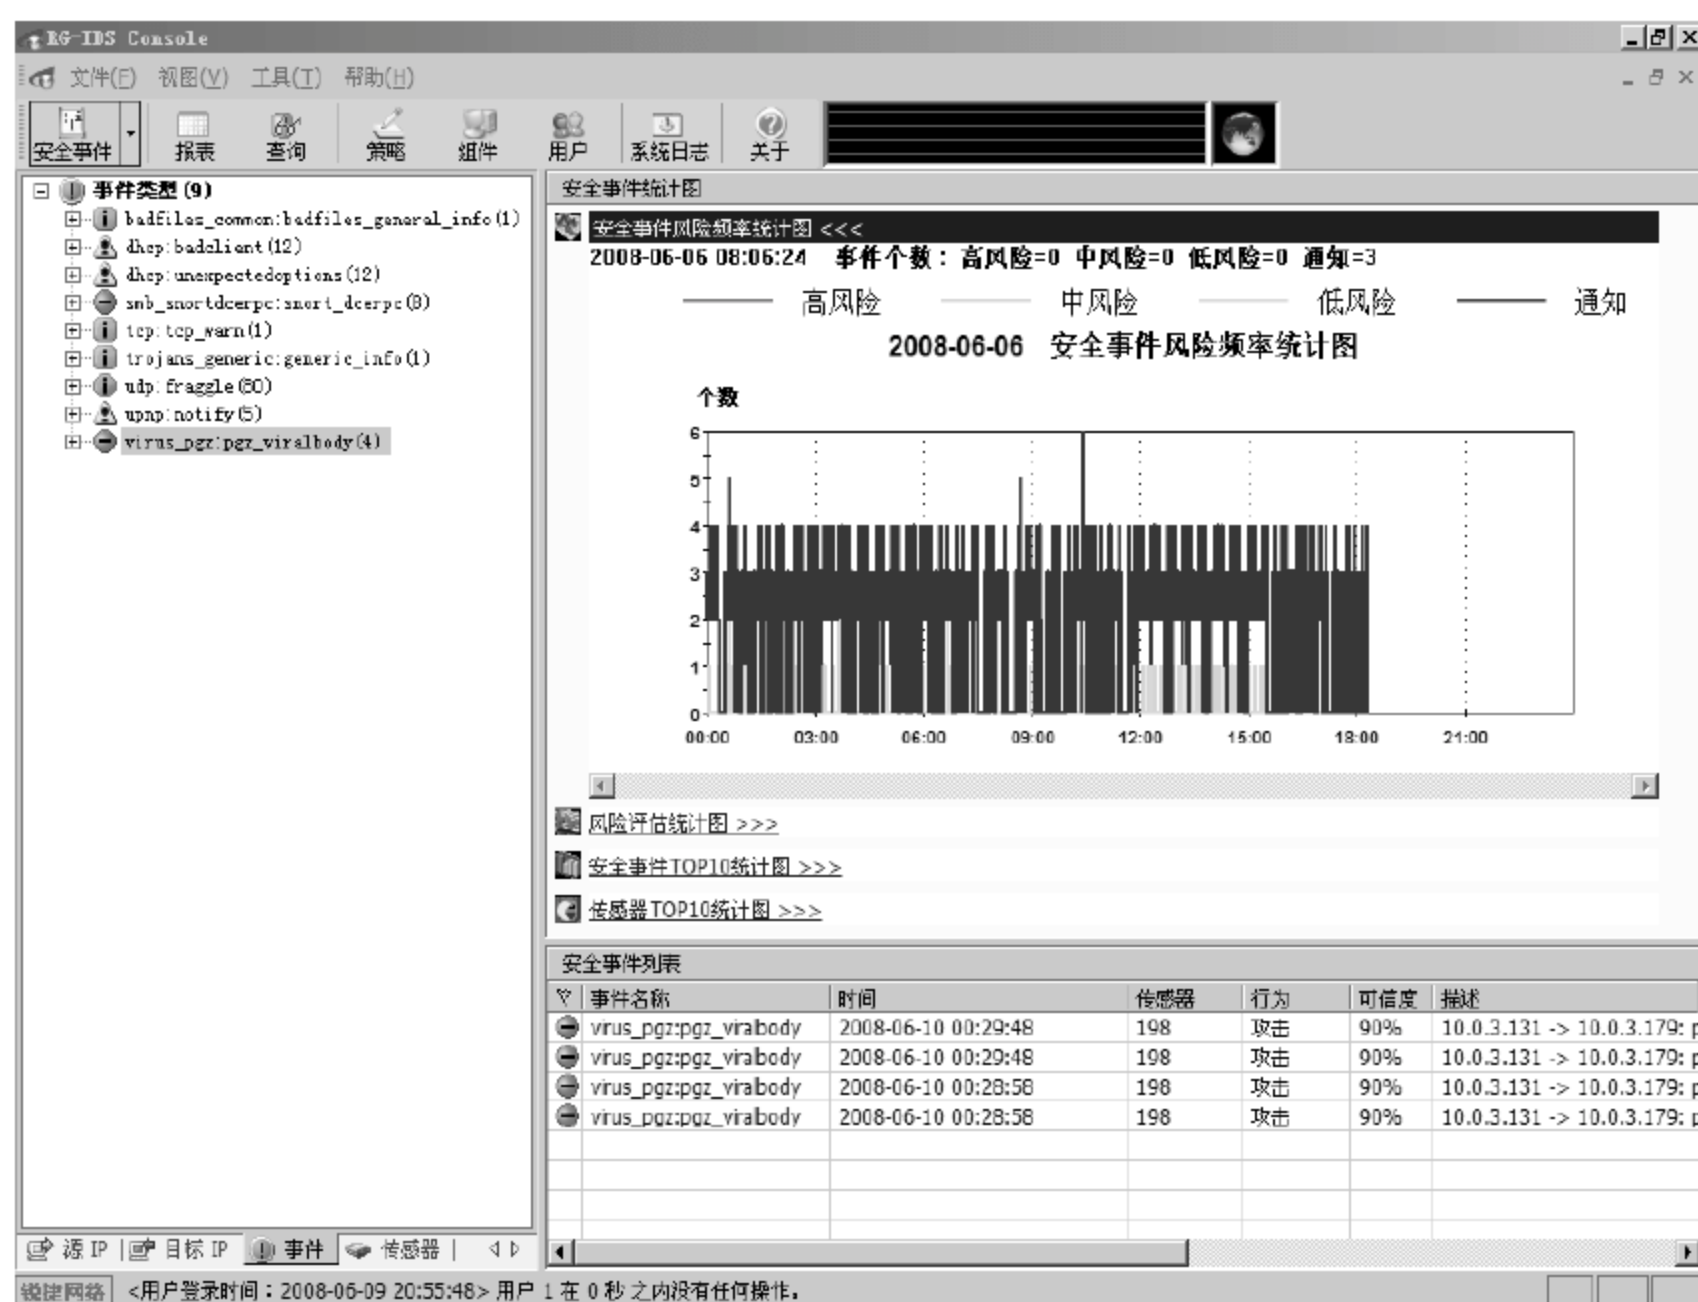 RG-IDS Console
文件(F) 视图(V) 工具(T) 帮助(H)
安全事件 报表 查询 策略 组件 用户 系统日志 关于
事件类型(9)
badfiles_common:badfiles_general_info(1)
dhcp:badclient(12)
dhcp:unexpectedoptions(12)
smb_snortdcerpc:snort_dcerpc(8)
tcp:tcp_warn(1)
trojans_generic:generic_info(1)
udp:fraggle(80)
upnp:notify(5)
virus_pgz:pgz_viralbody(4)
源 IP 目标 IP 事件 传感器
安全事件统计图
安全事件风险频率统计图 <<<
2008-06-06 08:06:24 事件个数：高风险=0 中风险=0 低风险=0 通知=3
高风险 中风险 低风险 通知
2008-06-06 安全事件风险频率统计图
个数
6
5
4
3
2
1
0
00:00 03:00 06:00 09:00 12:00 15:00 18:00 21:00
风险评估统计图 >>>
安全事件TOP10统计图 >>>
传感器TOP10统计图 >>>
安全事件列表
事件名称 时间 传感器 行为 可信度 描述
virus_pgz:pgz_viralbody 2008-06-10 00:29:48 198 攻击 90% 10.0.3.131 -> 10.0.3.179: p
virus_pgz:pgz_viralbody 2008-06-10 00:29:48 198 攻击 90% 10.0.3.131 -> 10.0.3.179: p
virus_pgz:pgz_viralbody 2008-06-10 00:28:58 198 攻击 90% 10.0.3.131 -> 10.0.3.179: p
virus_pgz:pgz_viralbody 2008-06-10 00:28:58 198 攻击 90% 10.0.3.131 -> 10.0.3.179: p
锐捷网络 <用户登录时间：2008-06-09 20:55:48> 用户 1 在 0 秒 之内没有任何操作。